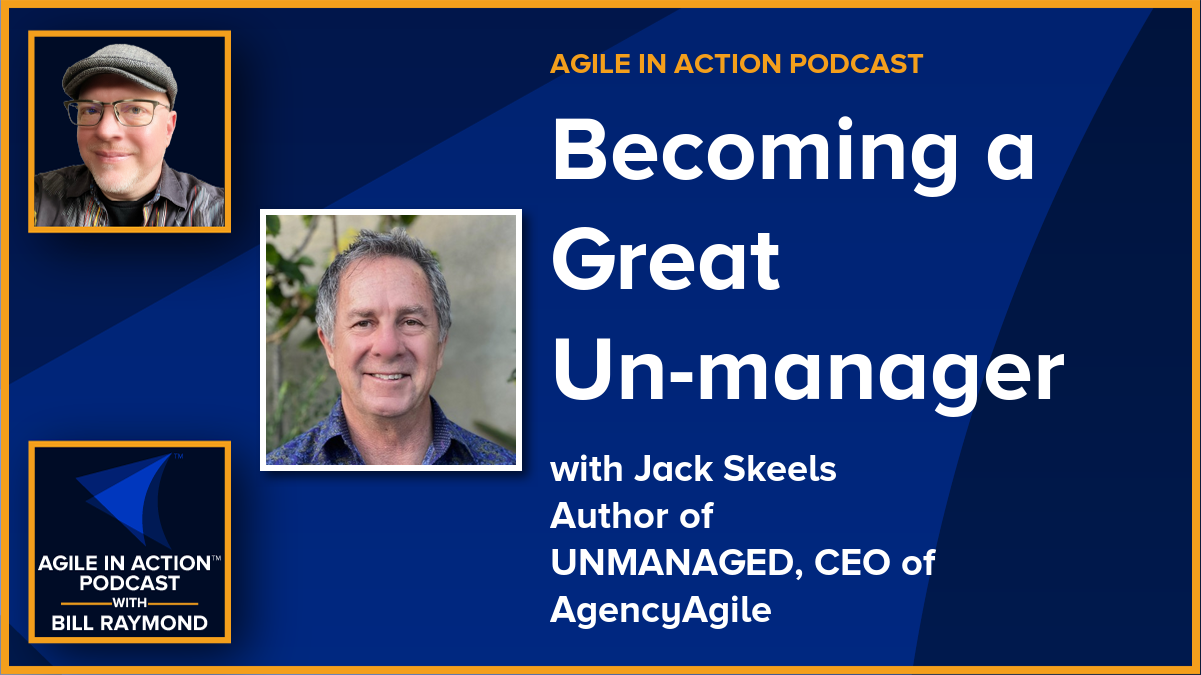 AGILE IN ACTION PODCAST
Becoming a
Great
Un-manager
with Jack Skeels
Author of
UNMANAGED, CEO of
AgencyAgile
TM
AGILE IN ACTION™
PODCAST
WITH
BILL RAYMOND